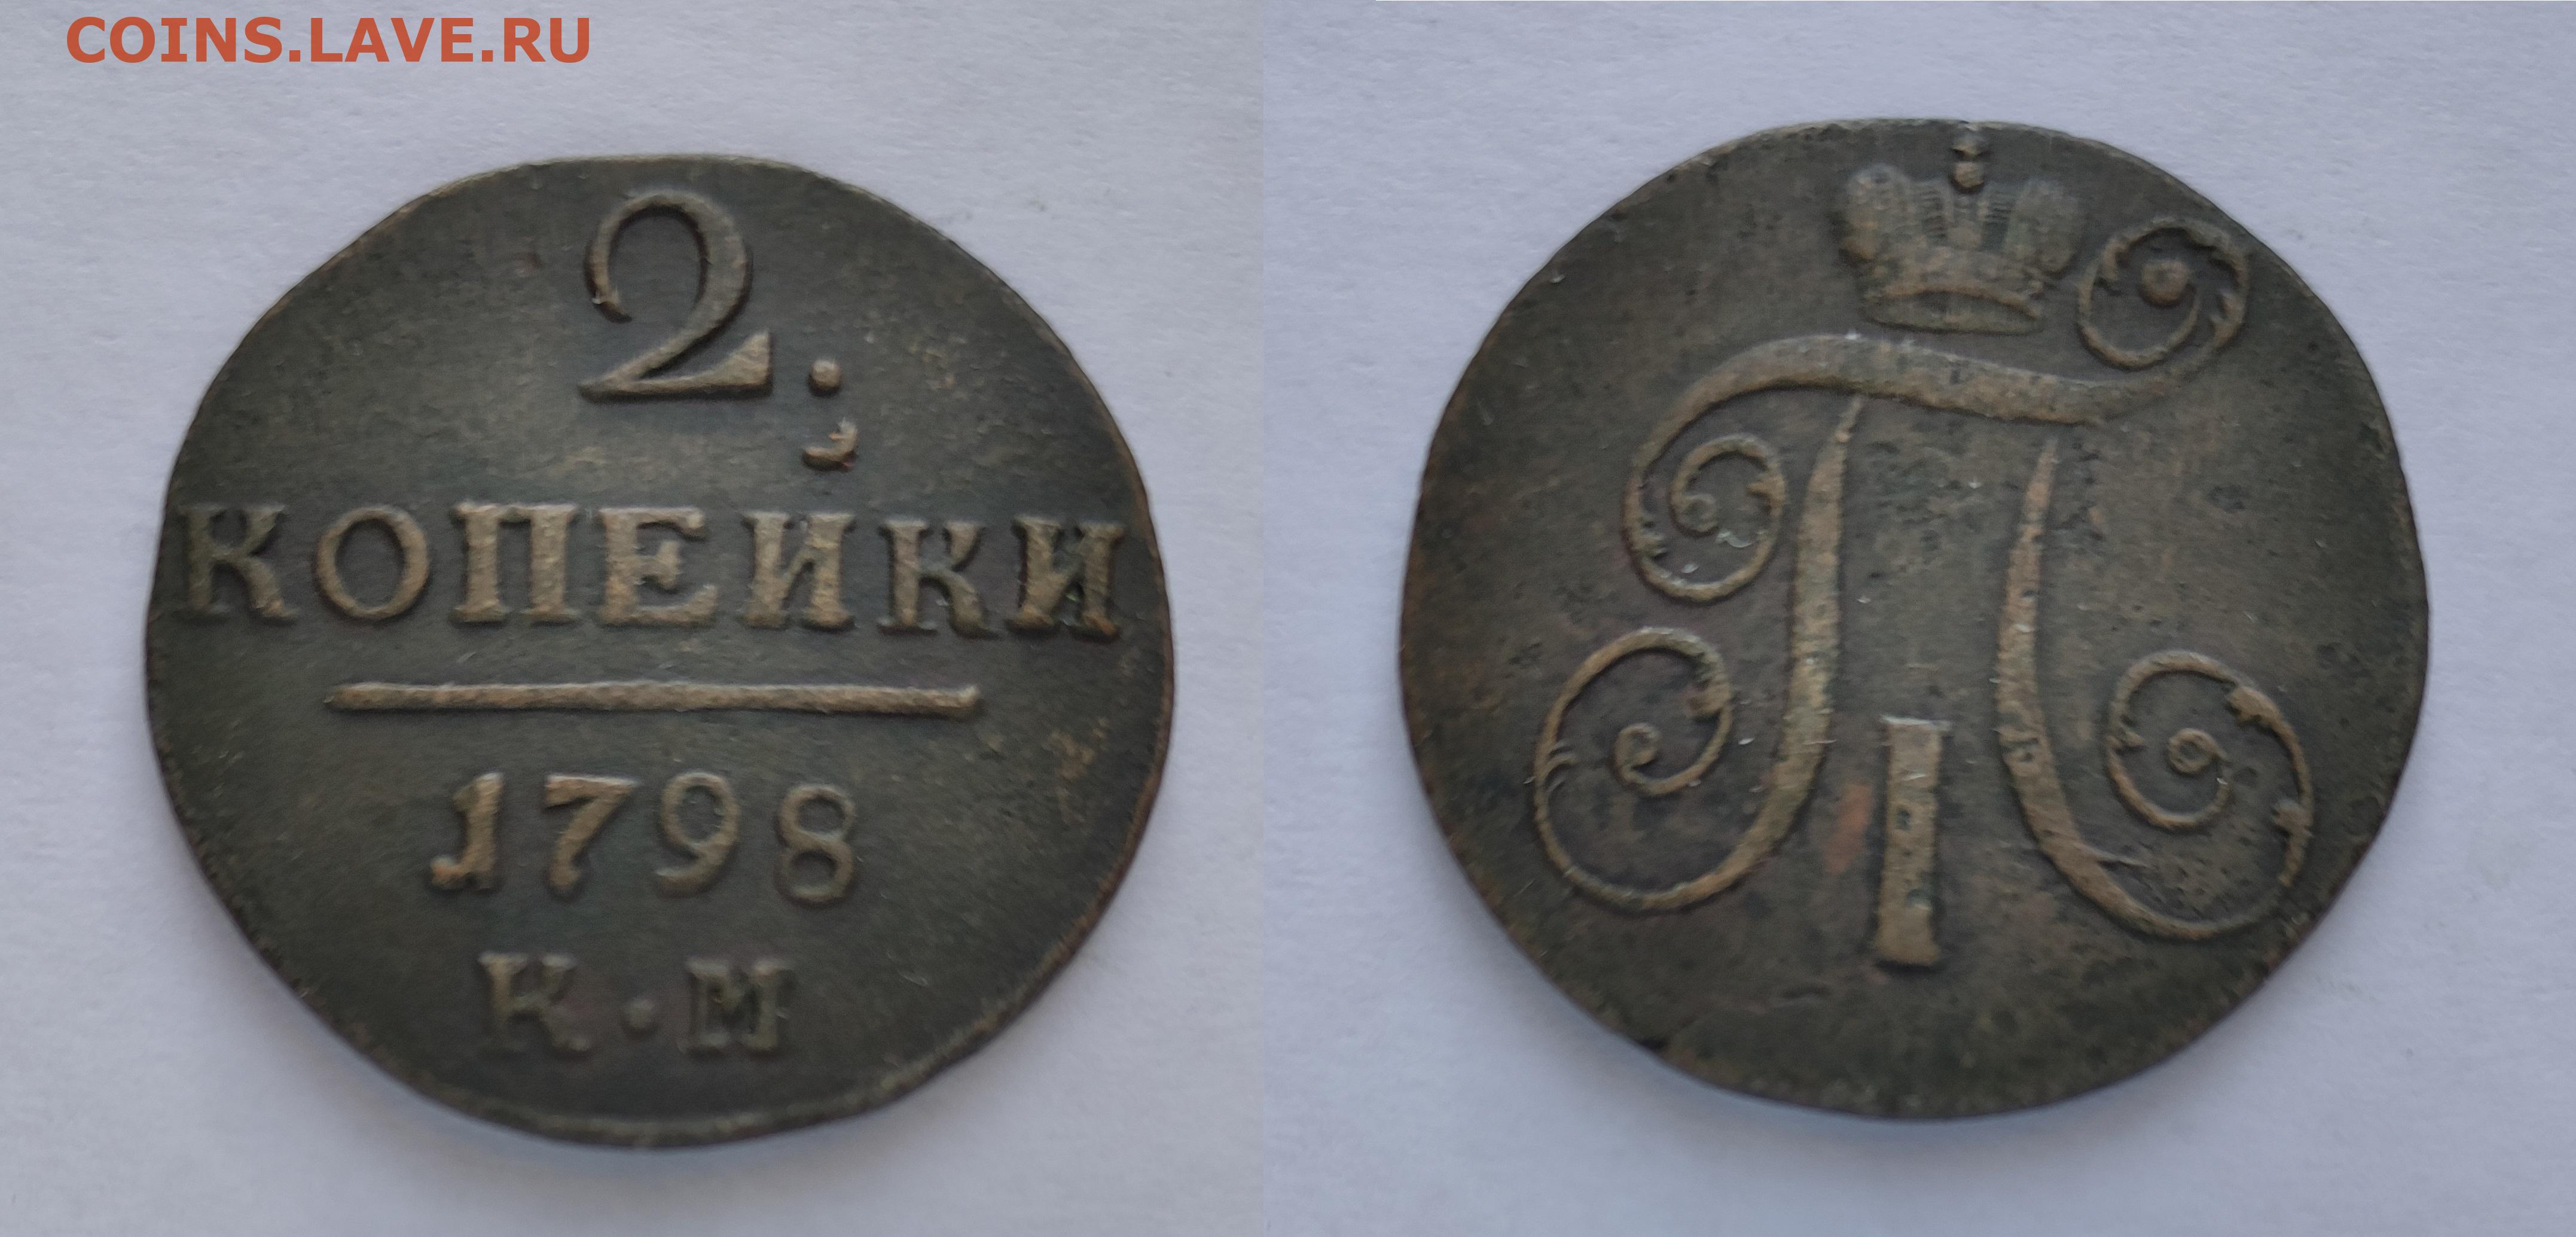 COINS.LAVE.RU
2.
КОПЕЙКИ
1798
К·М
П
I